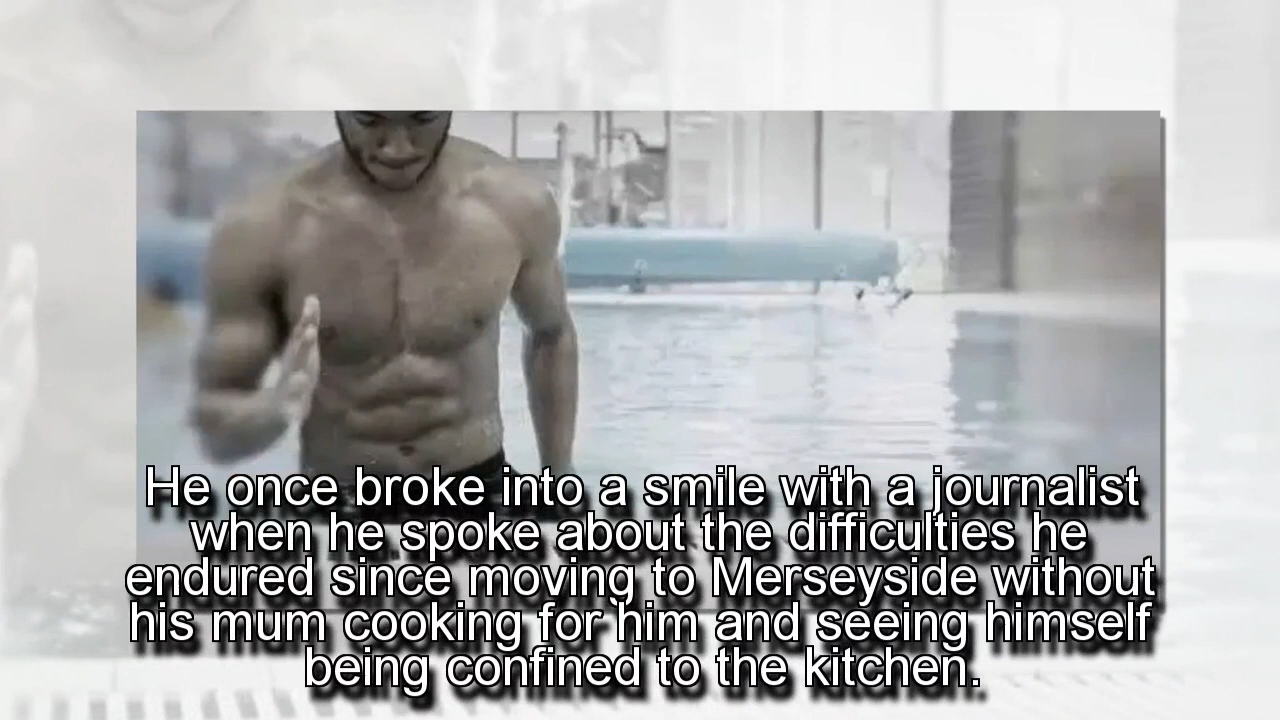 He once broke into a smile with a journalist
when he spoke about the difficulties he
endured since moving to Merseyside without
his mum cooking for him and seeing himself
being confined to the kitchen.